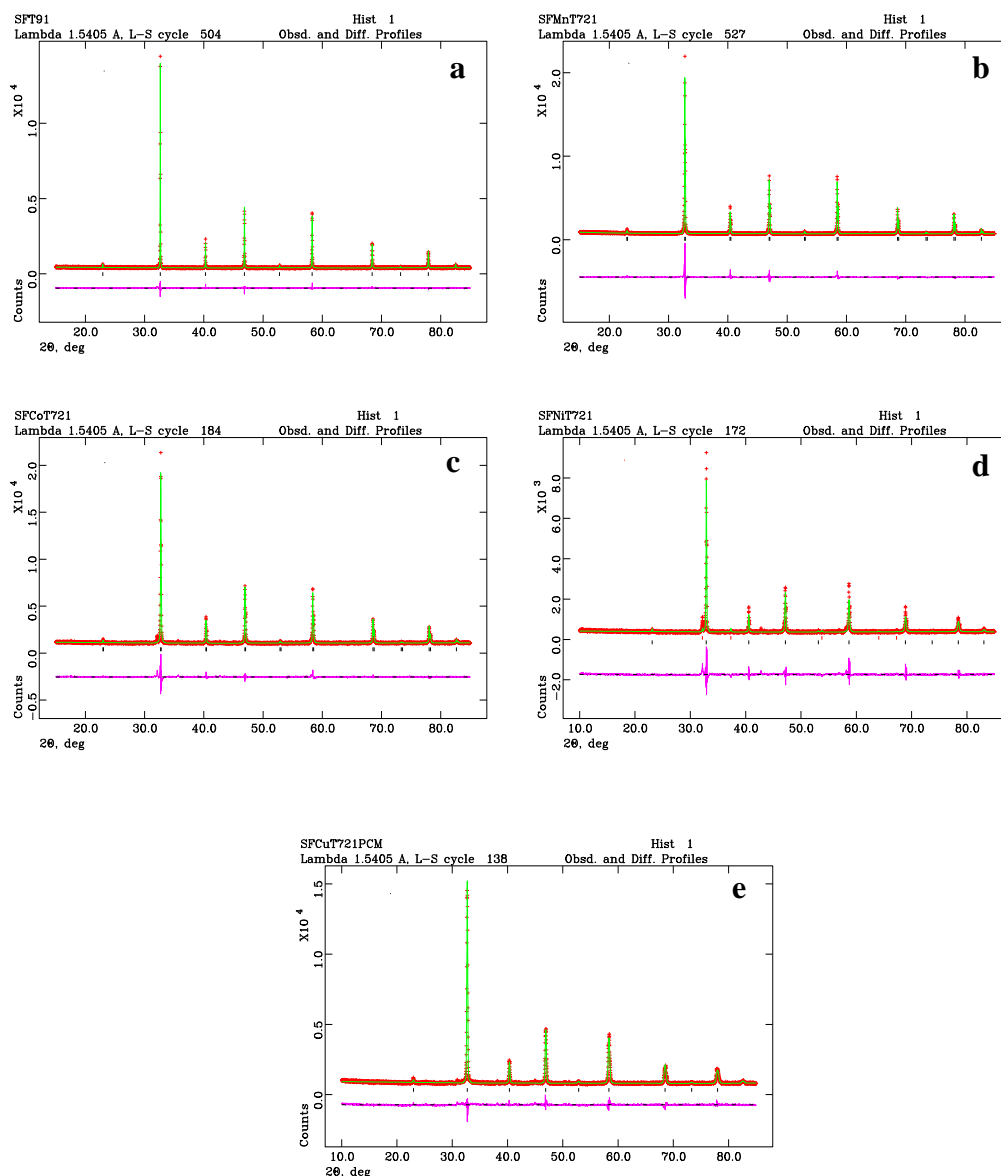 SFT91 Hist 1
Lambda 1.5405 A, L-S cycle 504 Obsd. and Diff. Profiles
a
X10 4
1.0
0.5
0.0
Counts
20.0 30.0 40.0 50.0 60.0 70.0 80.0
2Θ, deg
SFMnT721 Hist 1
Lambda 1.5405 A, L-S cycle 527 Obsd. and Diff. Profiles
b
X10 4
2.0
1.0
0.0
Counts
20.0 30.0 40.0 50.0 60.0 70.0 80.0
2Θ, deg
SFCoT721 Hist 1
Lambda 1.5405 A, L-S cycle 184 Obsd. and Diff. Profiles
c
X10 4
2.0
1.5
1.0
0.5
0.0
-0.5
Counts
20.0 30.0 40.0 50.0 60.0 70.0 80.0
2Θ, deg
SFNiT721 Hist 1
Lambda 1.5405 A, L-S cycle 172 Obsd. and Diff. Profiles
d
X10 3
8.0
6.0
4.0
2.0
0.0
-2.0
Counts
10.0 20.0 30.0 40.0 50.0 60.0 70.0 80.0
2Θ, deg
SFCuT721PCM Hist 1
Lambda 1.5405 A, L-S cycle 138 Obsd. and Diff. Profiles
e
X10 4
1.5
1.0
0.5
0.0
Counts
10.0 20.0 30.0 40.0 50.0 60.0 70.0 80.0
2Θ, deg